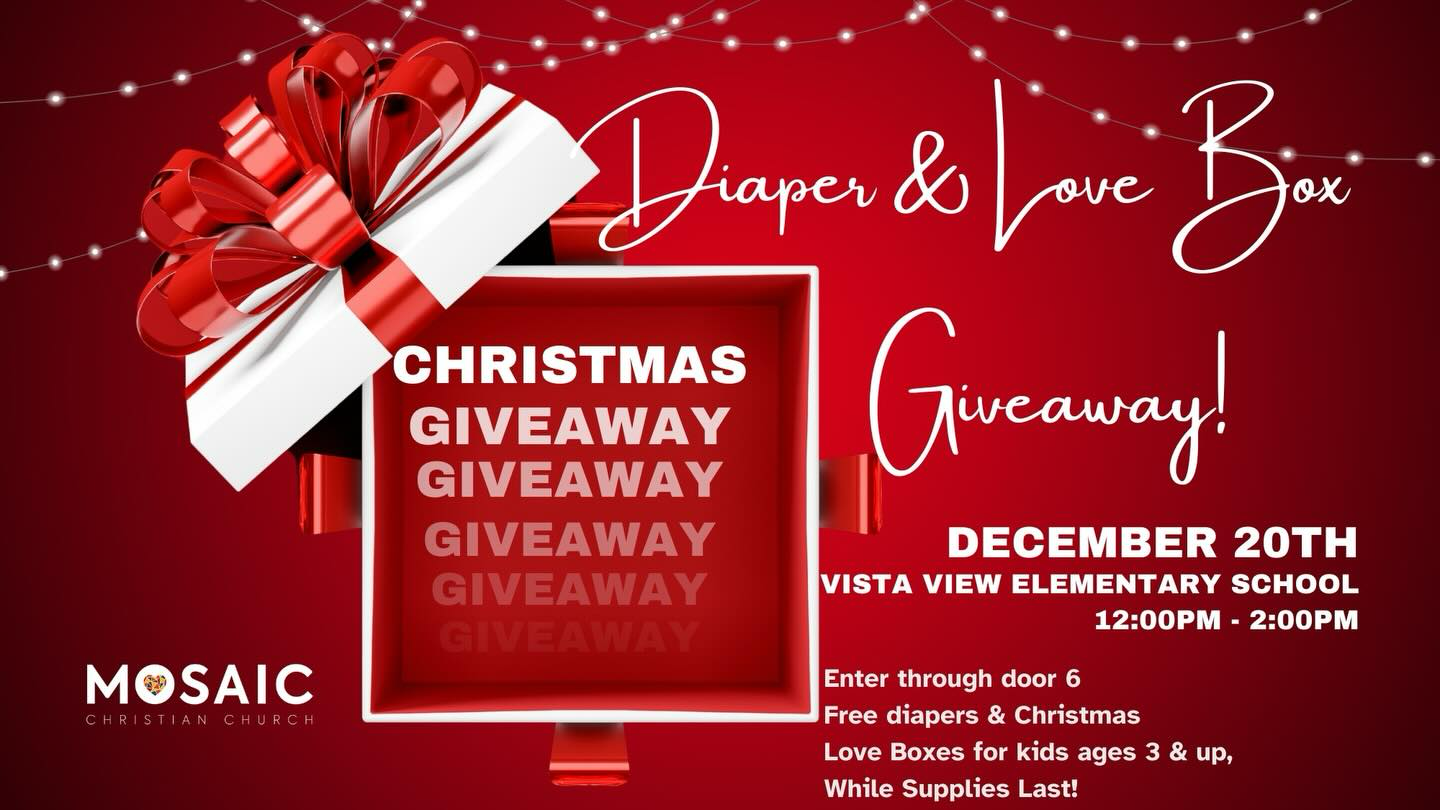 Diaper & Love Box
Giveaway!
CHRISTMAS
GIVEAWAY
GIVEAWAY
GIVEAWAY
GIVEAWAY
GIVEAWAY
DECEMBER 20TH
VISTA VIEW ELEMENTARY SCHOOL
12:00PM - 2:00PM
Enter through door 6
Free diapers & Christmas
Love Boxes for kids ages 3 & up,
While Supplies Last!
MOSAIC
CHRISTIAN CHURCH